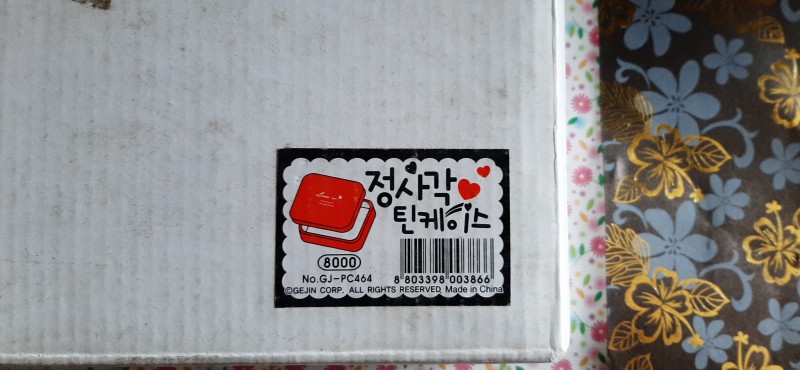 정사각
틴케이스
8000
No.GJ-PC464
8 803398 003866
©GEJIN CORP. ALL RIGHTS RESERVED Made in China